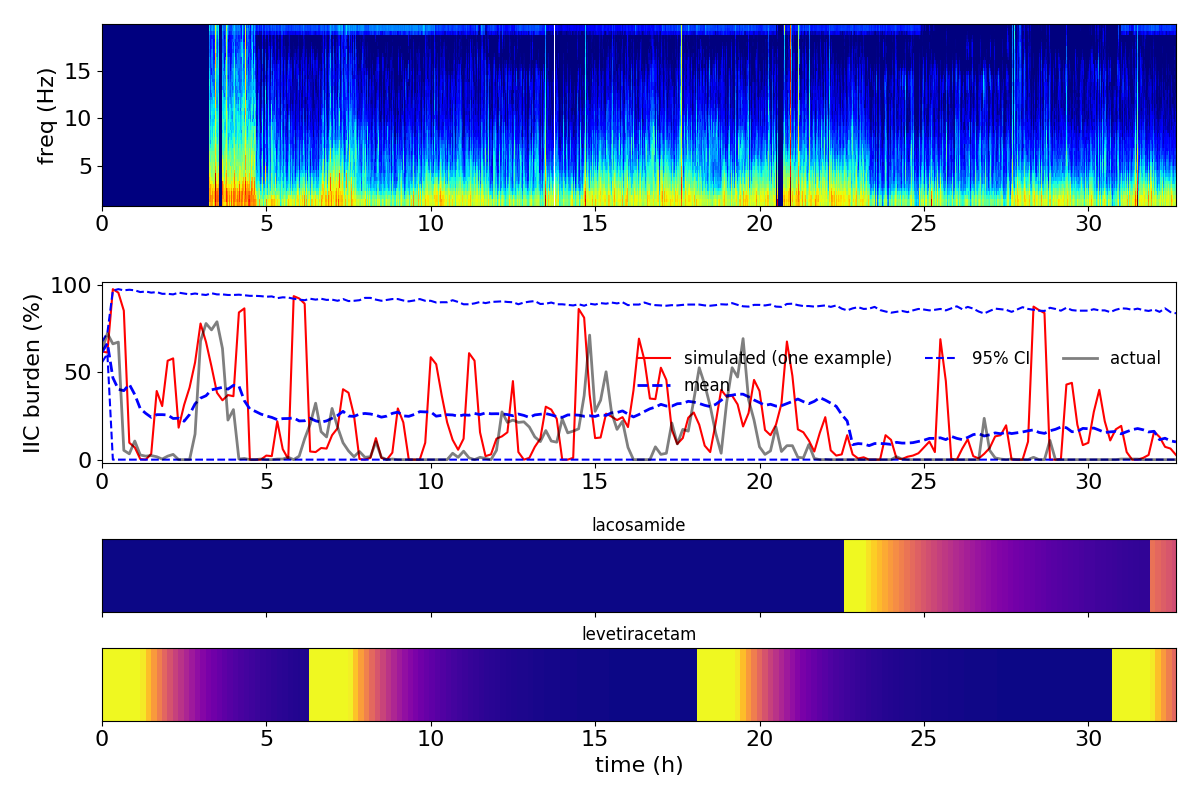 freq (Hz)
15
10
5
0 5 10 15 20 25 30
IIC burden (%)
100
50
0
simulated (one example) 95% CI actual
mean
0 5 10 15 20 25 30
lacosamide
levetiracetam
0 5 10 15 20 25 30
time (h)